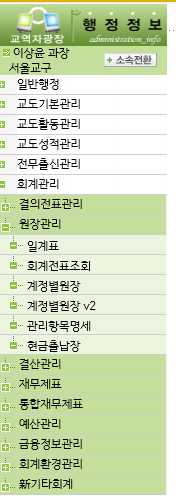 교역자광장
행정정보
administration_info
이상윤 과장
서울교구
소속전환
일반행정
교도기본관리
교도활동관리
교도성적관리
전무출신관리
회계관리
결의전표관리
원장관리
일계표
회계전표조회
계정별원장
계정별원장 v2
관리항목명세
현금출납장
결산관리
재무제표
통합재무제표
예산관리
금융정보관리
회계환경관리
新기타회계